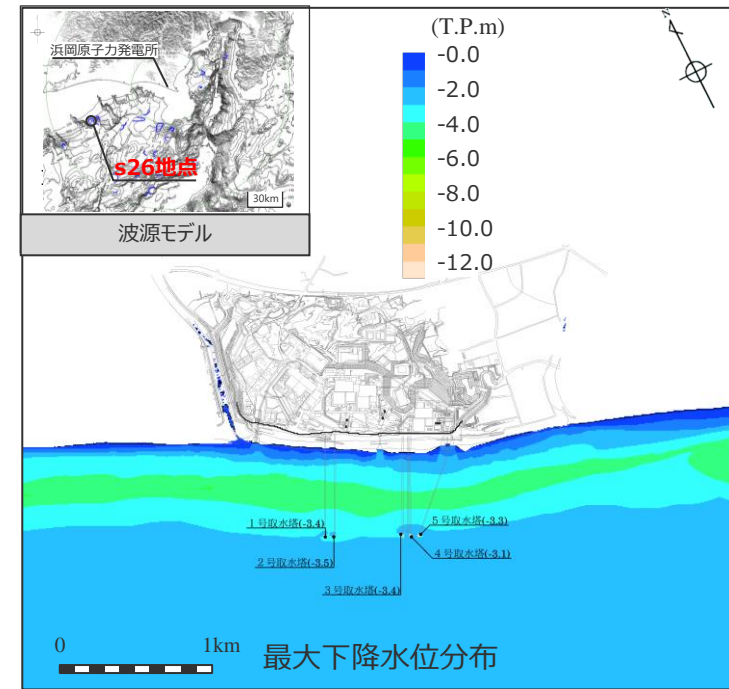 浜岡原子力発電所
s26地点
30km
波源モデル
(T.P.m)
-0.0
-2.0
-4.0
-6.0
-8.0
-10.0
-12.0
N
1号取水塔(-3.4)
2号取水塔(-3.5)
3号取水塔(-3.4)
4号取水塔(-3.1)
5号取水塔(-3.3)
0 1km
最大下降水位分布